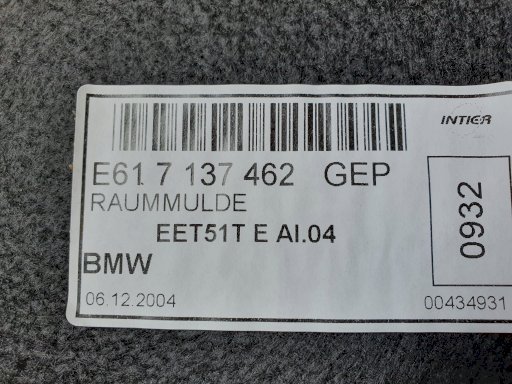 INTIER
E61 7 137 462 GEP
RAUMMULDE
EET51T E AI.04
0932
BMW
06.12.2004
00434931